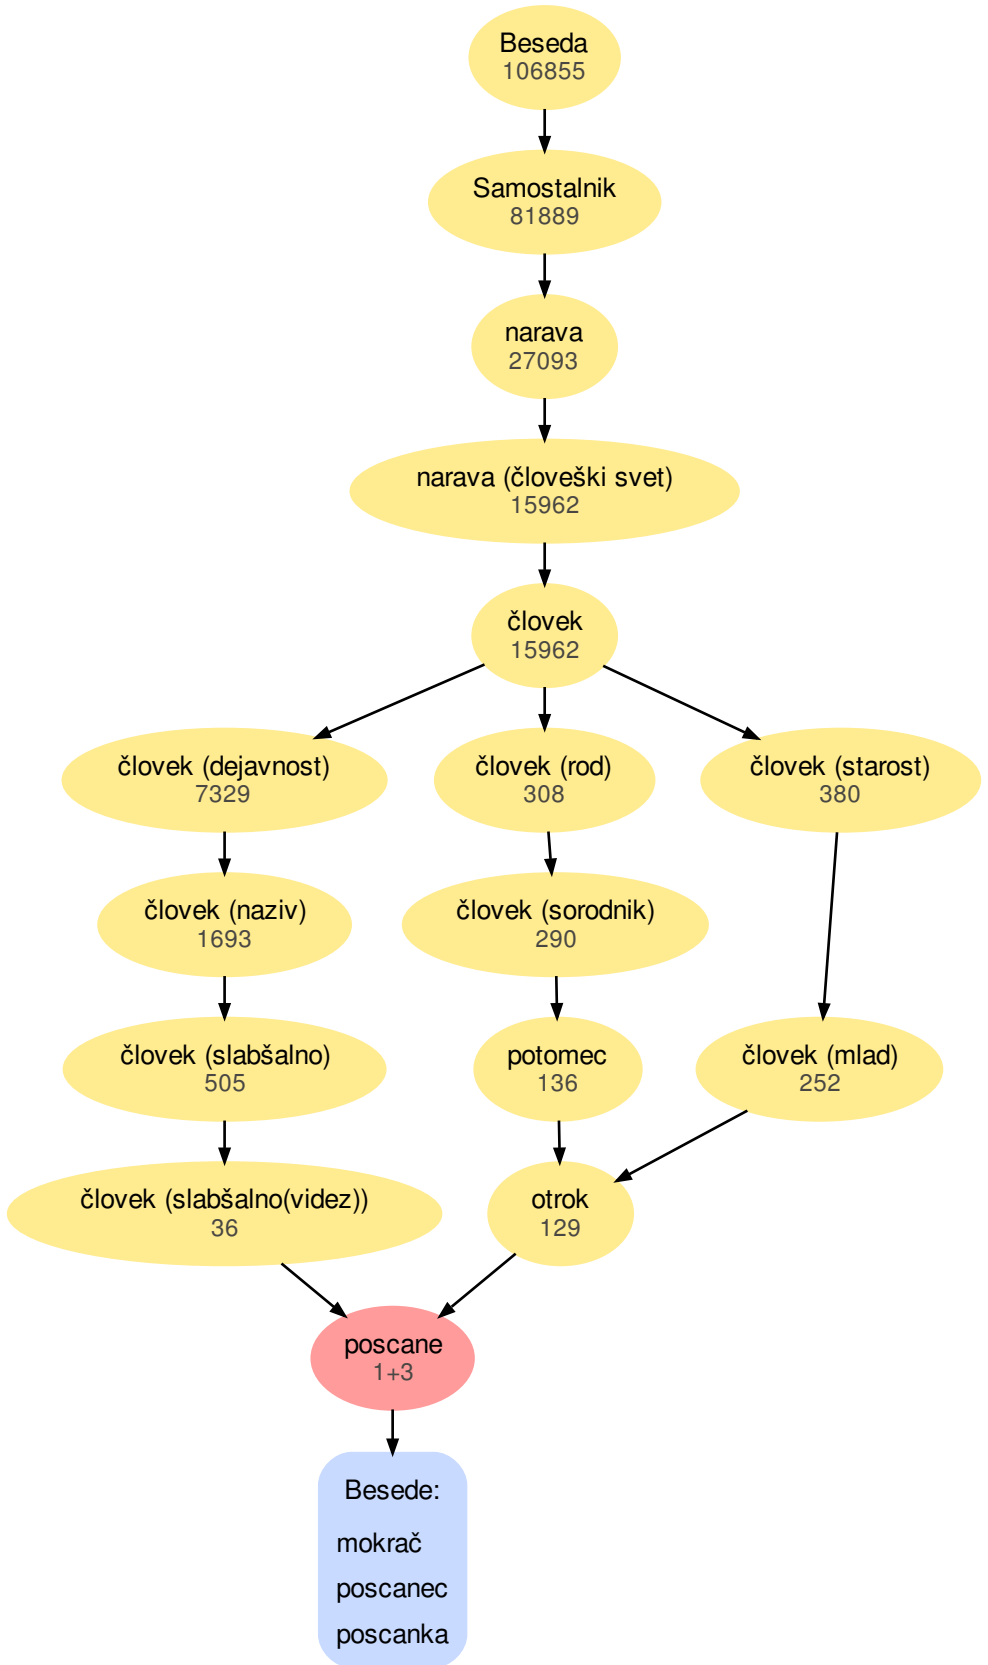 Beseda
106855
Samostalnik
81889
narava
27093
narava (človeški svet)
15962
človek
15962
človek (dejavnost)
7329
človek (rod)
308
človek (starost)
380
človek (naziv)
1693
človek (sorodnik)
290
človek (slabšalno)
505
potomec
136
človek (mlad)
252
človek (slabšalno(videz))
36
otrok
129
poscane
1+3
Besede:
mokrač
poscanec
poscanka